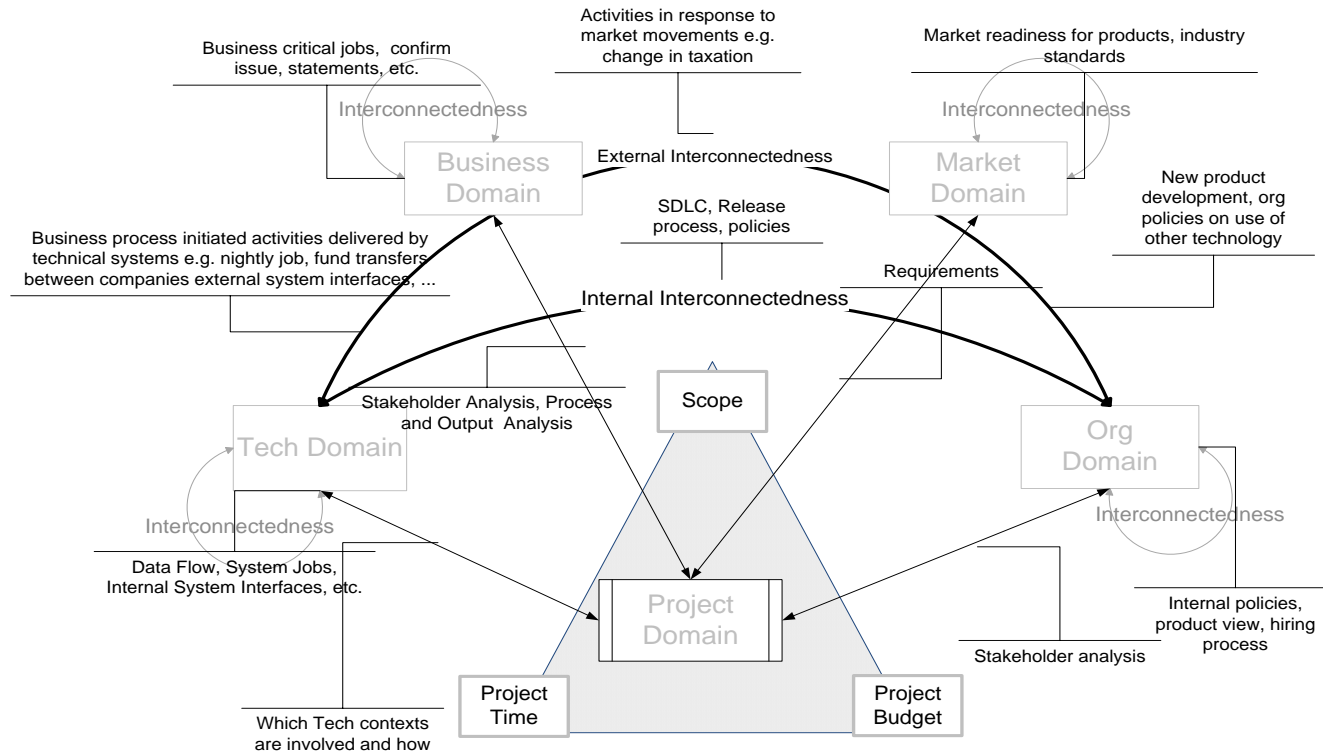 Activities in response to
market movements e.g.
change in taxation
Business critical jobs, confirm
issue, statements, etc.
Market readiness for products, industry
standards
Interconnectedness
Interconnectedness
Business
Domain
External Interconnectedness
Market
Domain
New product
development, org
policies on use of
other technology
SDLC, Release
process, policies
Business process initiated activities delivered by
technical systems e.g. nightly job, fund transfers
between companies external system interfaces, ...
Requirements
Internal Interconnectedness
Scope
Stakeholder Analysis, Process
and Output Analysis
Tech Domain
Org
Domain
Interconnectedness
Interconnectedness
Data Flow, System Jobs,
Internal System Interfaces, etc.
Project
Domain
Internal policies,
product view, hiring
process
Stakeholder analysis
Project
Time
Project
Budget
Which Tech contexts
are involved and how